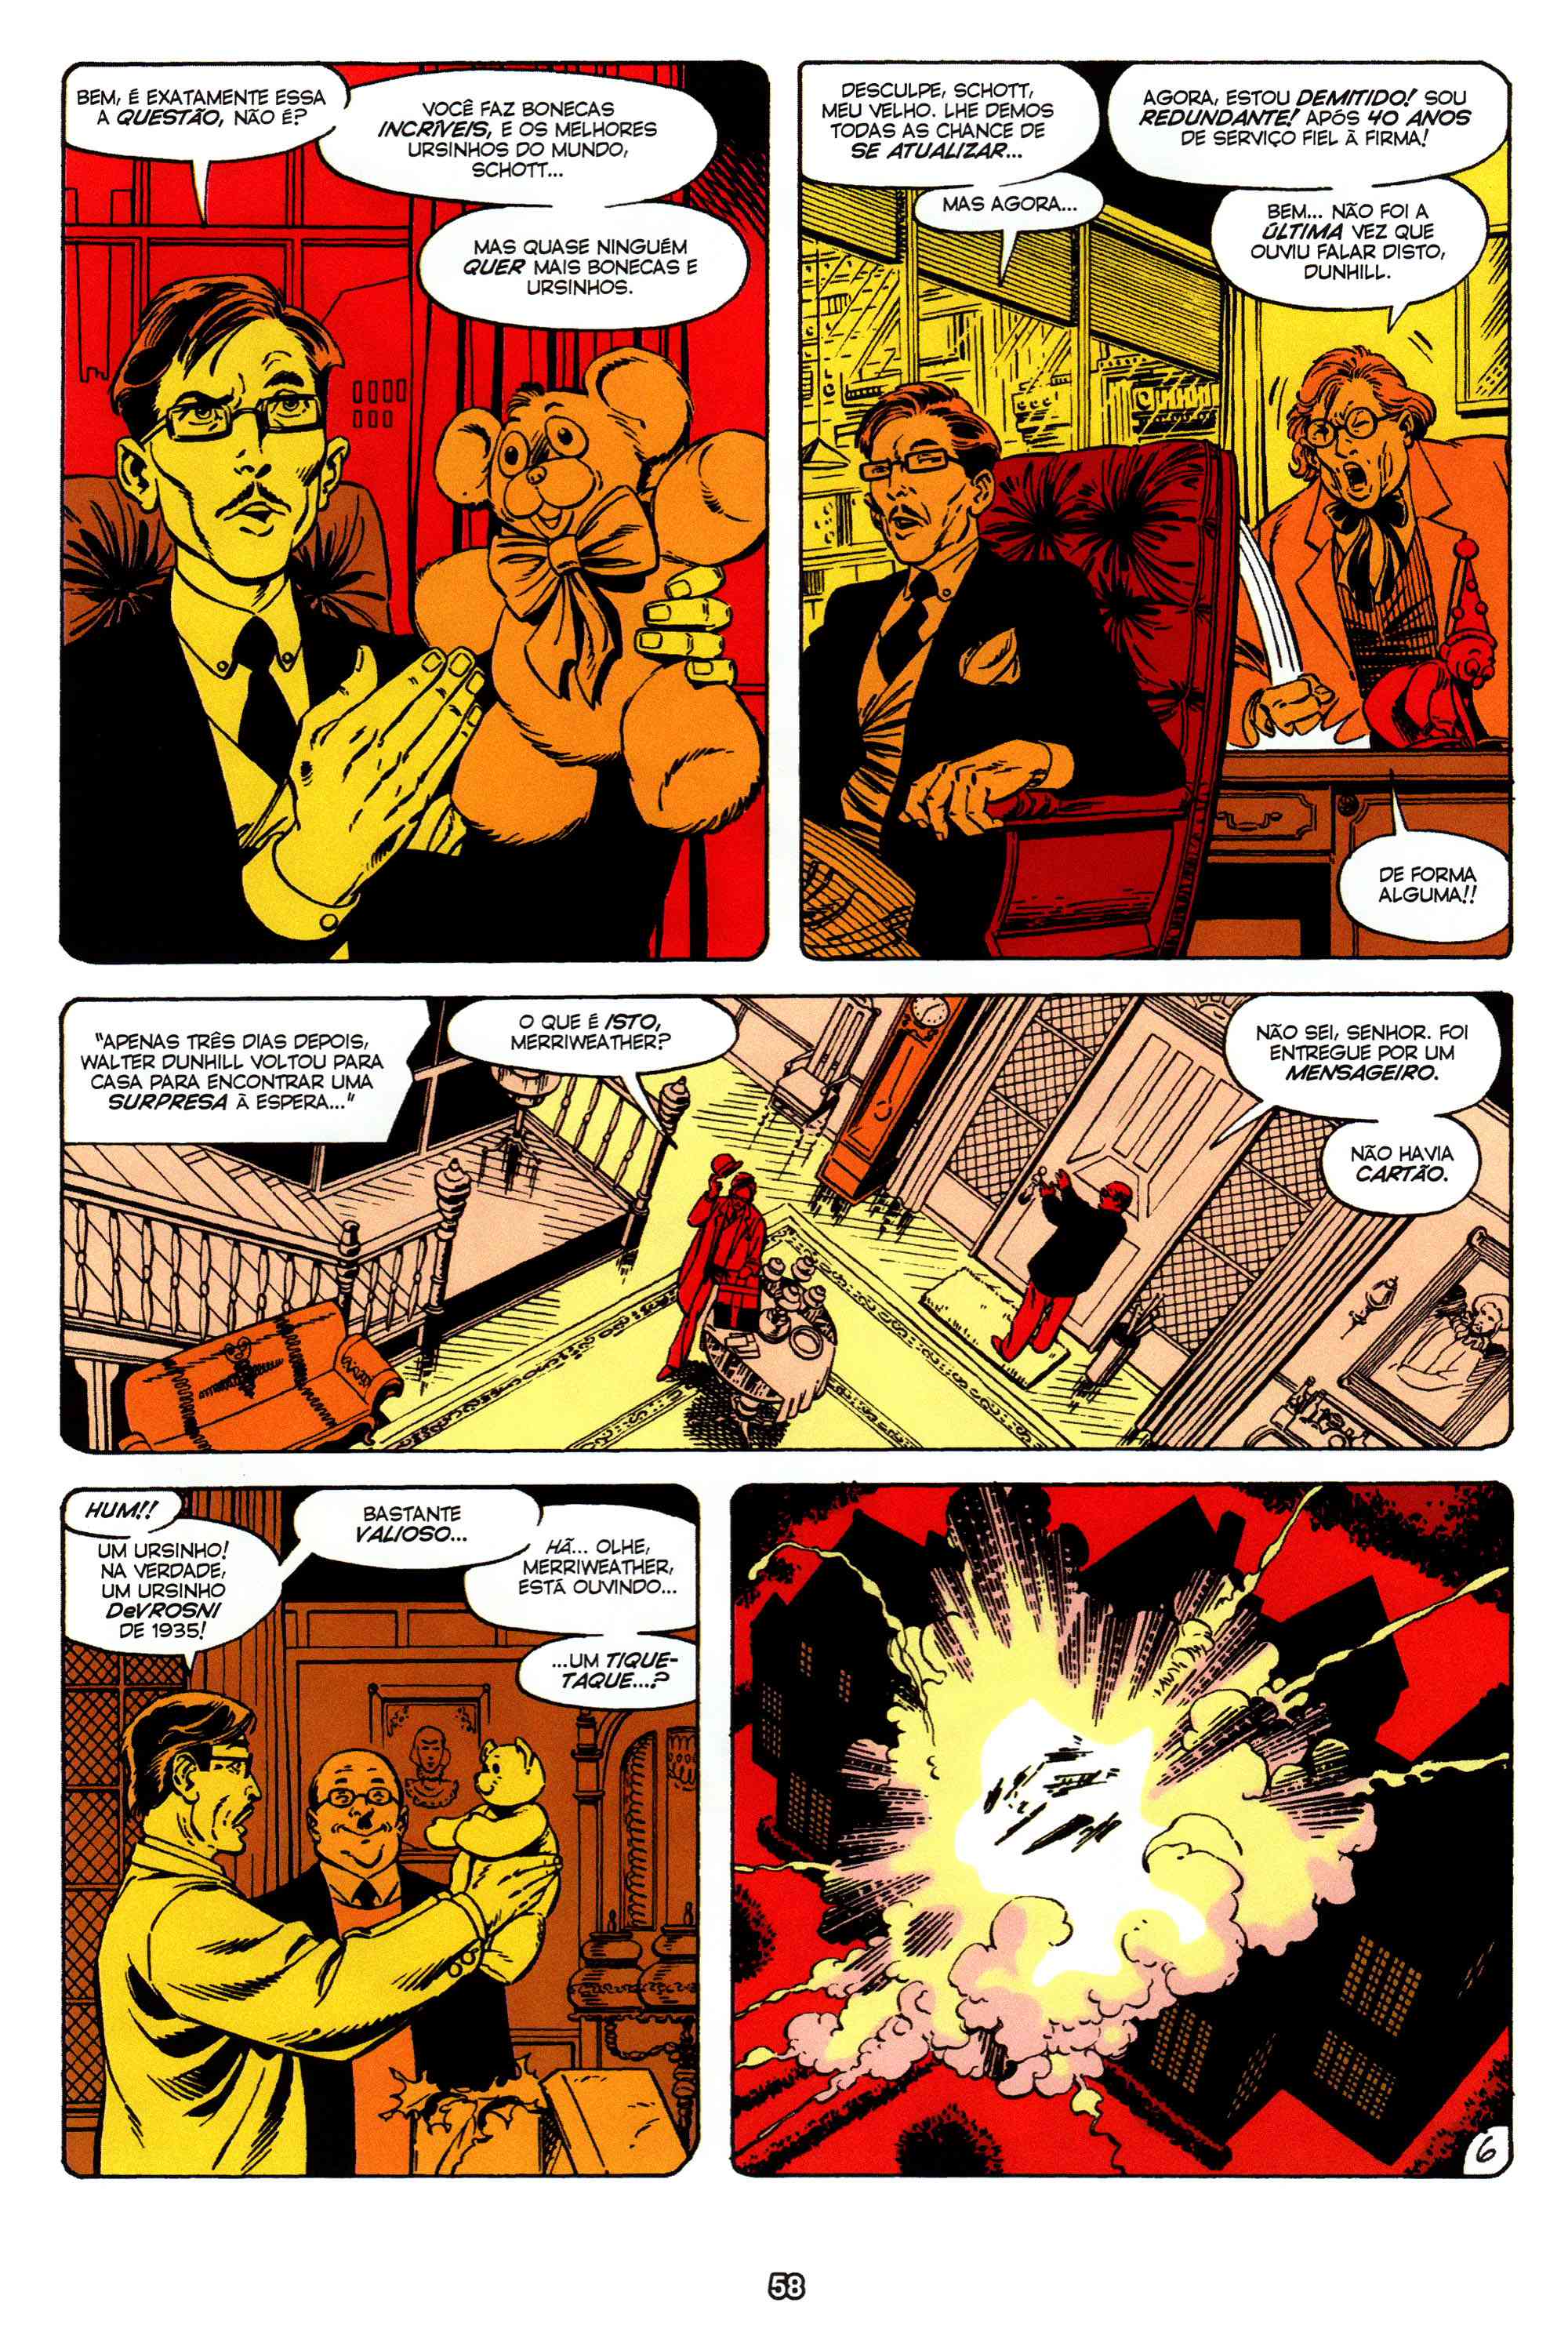 BEM, É EXATAMENTE ESSA
A QUESTÃO, NÃO É?
VOCÊ FAZ BONECAS
INCRÍVEIS, E OS MELHORES
URSINHOS DO MUNDO,
SCHOTT...
MAS QUASE NINGUÉM
QUER MAIS BONECAS E
URSINHOS.
DESCULPE, SCHOTT,
MEU VELHO. LHE DEMOS
TODAS AS CHANCE DE
SE ATUALIZAR...
MAS AGORA...
AGORA, ESTOU DEMITIDO! SOU
REDUNDANTE! APÓS 40 ANOS
DE SERVIÇO FIEL À FIRMA!
BEM... NÃO FOI A
ÚLTIMA VEZ QUE
OUVIU FALAR DISTO,
DUNHILL.
DE FORMA
ALGUMA!!
"APENAS TRÊS DIAS DEPOIS,
WALTER DUNHILL VOLTOU PARA
CASA PARA ENCONTRAR UMA
SURPRESA À ESPERA..."
O QUE É ISTO,
MERRIWEATHER?
NÃO SEI, SENHOR. FOI
ENTREGUE POR UM
MENSAGEIRO.
NÃO HAVIA
CARTÃO.
HUM!!
UM URSINHO!
NA VERDADE,
UM URSINHO
DeVROSNI
DE 1935!
BASTANTE
VALIOSO...
HÃ... OLHE,
MERRIWEATHER,
ESTÁ OUVINDO...
...UM TIQUE-
TAQUE...?
6
58